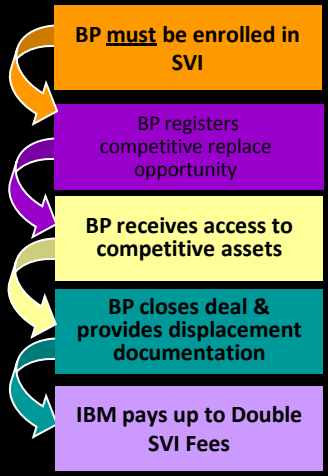 BP must be enrolled in
SVI
BP registers
competitive replace
opportunity
BP receives access to
competitive assets
BP closes deal &
provides displacement
documentation
IBM pays up to Double
SVI Fees